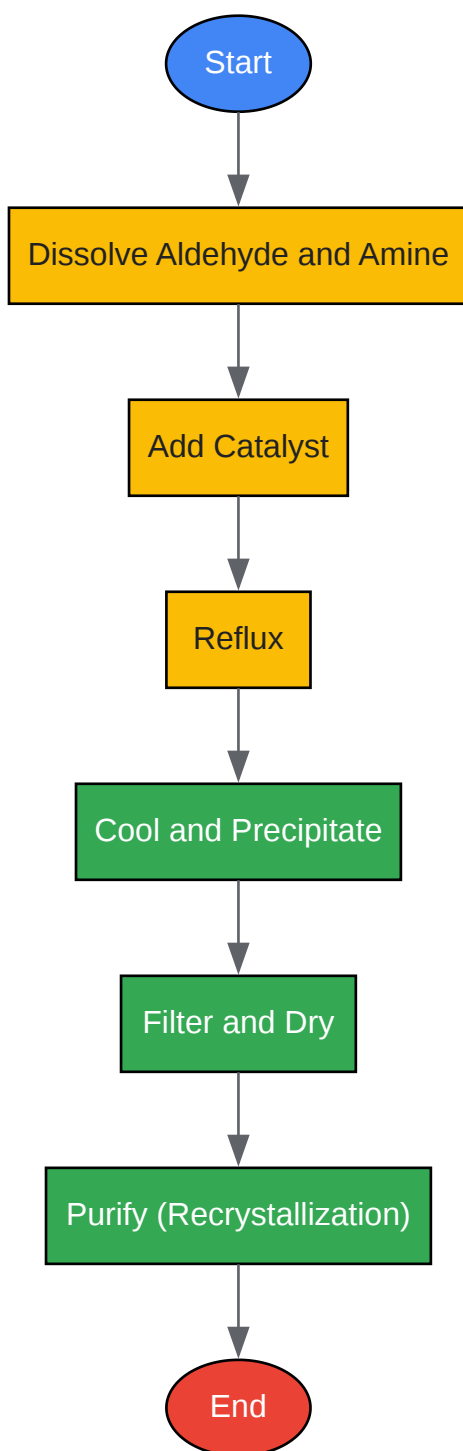 Start
Dissolve Aldehyde and Amine
Add Catalyst
Reflux
Cool and Precipitate
Filter and Dry
Purify (Recrystallization)
End